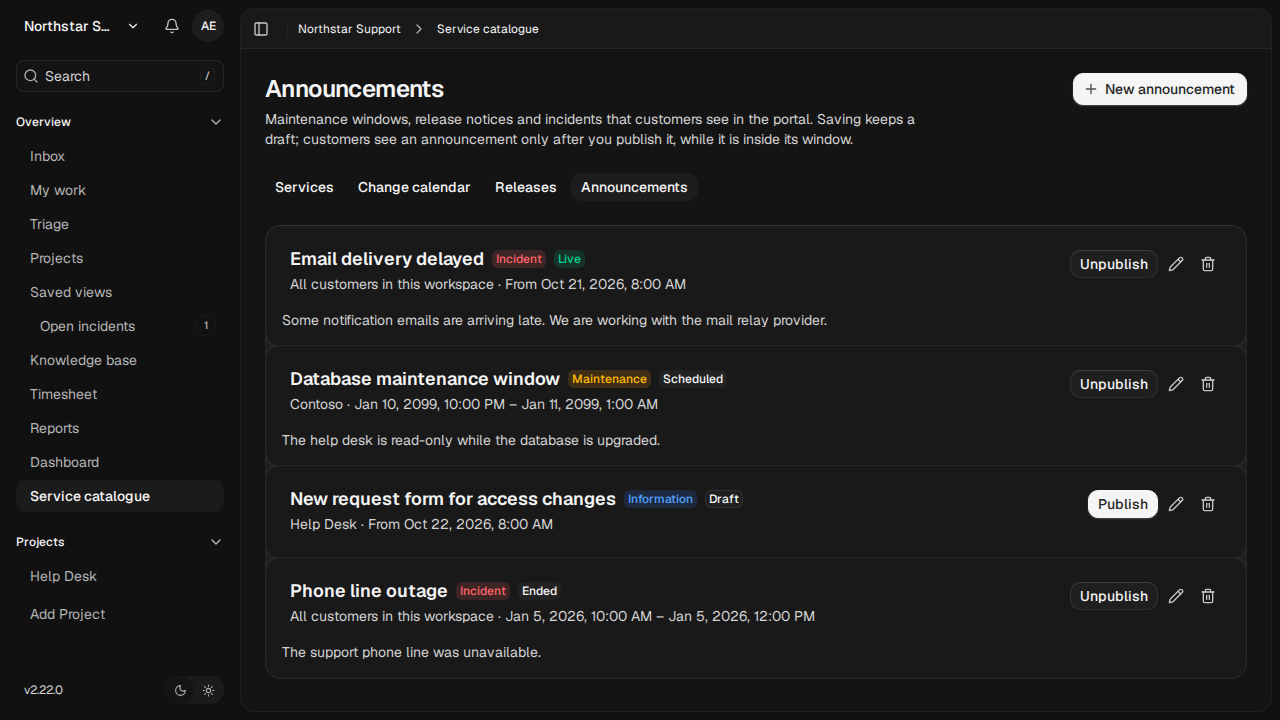 Northstar S...
AE
Search
/
Overview
Inbox
My work
Triage
Projects
Saved views
Open incidents
1
Knowledge base
Timesheet
Reports
Dashboard
Service catalogue
Projects
Help Desk
Add Project
v2.22.0
Northstar Support
Service catalogue
Announcements
New announcement
Maintenance windows, release notices and incidents that customers see in the portal. Saving keeps a
draft; customers see an announcement only after you publish it, while it is inside its window.
Services
Change calendar
Releases
Announcements
Email delivery delayed
Incident
Live
Unpublish
All customers in this workspace · From Oct 21, 2026, 8:00 AM
Some notification emails are arriving late. We are working with the mail relay provider.
Database maintenance window
Maintenance
Scheduled
Unpublish
Contoso · Jan 10, 2099, 10:00 PM – Jan 11, 2099, 1:00 AM
The help desk is read-only while the database is upgraded.
New request form for access changes
Information
Draft
Publish
Help Desk · From Oct 22, 2026, 8:00 AM
Phone line outage
Incident
Ended
Unpublish
All customers in this workspace · Jan 5, 2026, 10:00 AM – Jan 5, 2026, 12:00 PM
The support phone line was unavailable.